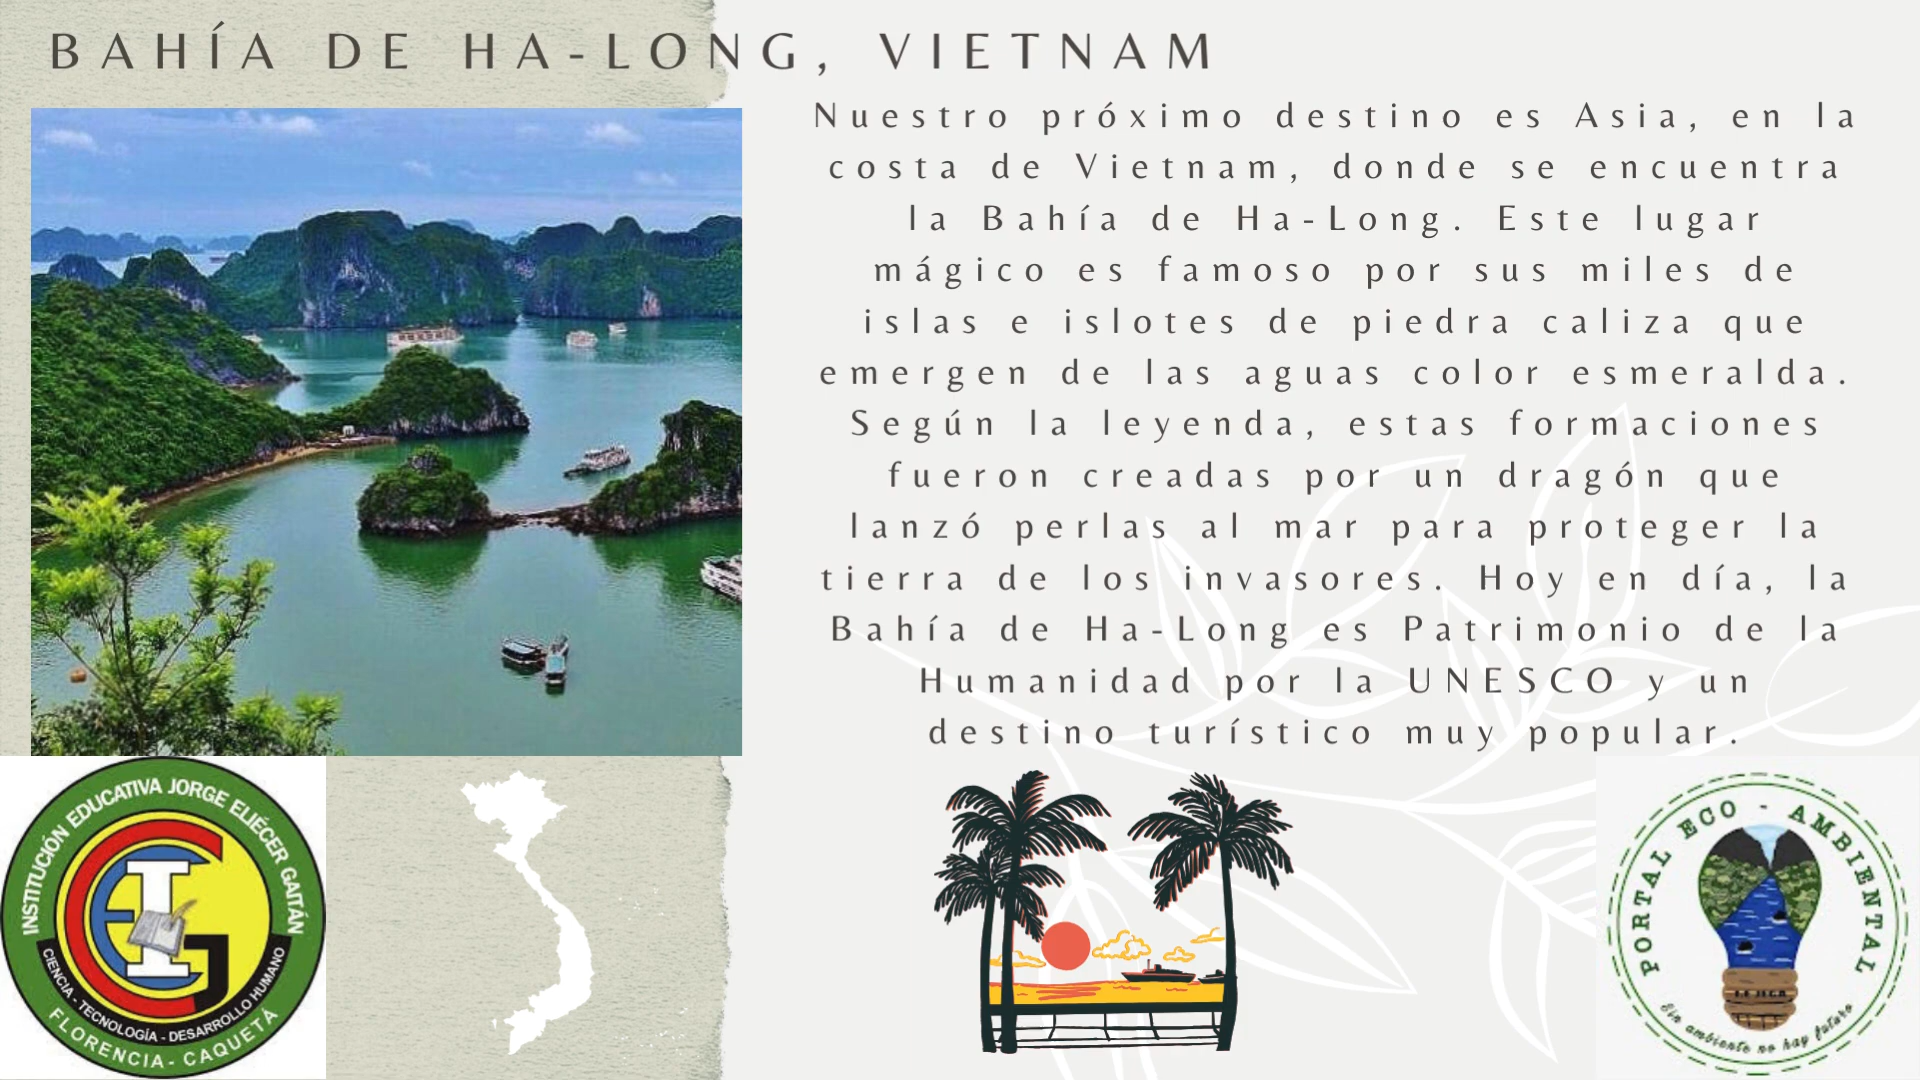 BAHÍA DE HA-LONG, VIETNAM
Nuestro próximo destino es Asia, en la
costa de Vietnam, donde se encuentra
la Bahía de Ha-Long. Este lugar
mágico es famoso por sus miles de
islas e islotes de piedra caliza que
emergen de las aguas color esmeralda.
Según la leyenda, estas formaciones
fueron creadas por un dragón que
lanzó perlas al mar para proteger la
tierra de los invasores. Hoy en día, la
Bahía de Ha-Long es Patrimonio de la
Humanidad por la UNESCO y un
destino turístico muy popular.
INSTITUCIÓN EDUCATIVA JORGE ELIÉCER GAITÁN
CIENCIA - TECNOLOGÍA - DESARROLLO HUMANO
FLORENCIA - CAQUETÁ
PORTAL ECO - AMBIENTAL
I.E JEGA
Sin ambiente no hay futuro